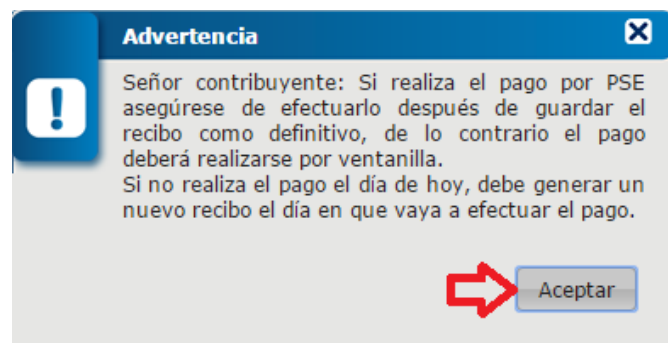 Advertencia
Señor contribuyente: Si realiza el pago por PSE
asegúrese de efectuarlo después de guardar el
recibo como definitivo, de lo contrario el pago
deberá realizarse por ventanilla.
Si no realiza el pago el día de hoy, debe generar un
nuevo recibo el día en que vaya a efectuar el pago.
Aceptar